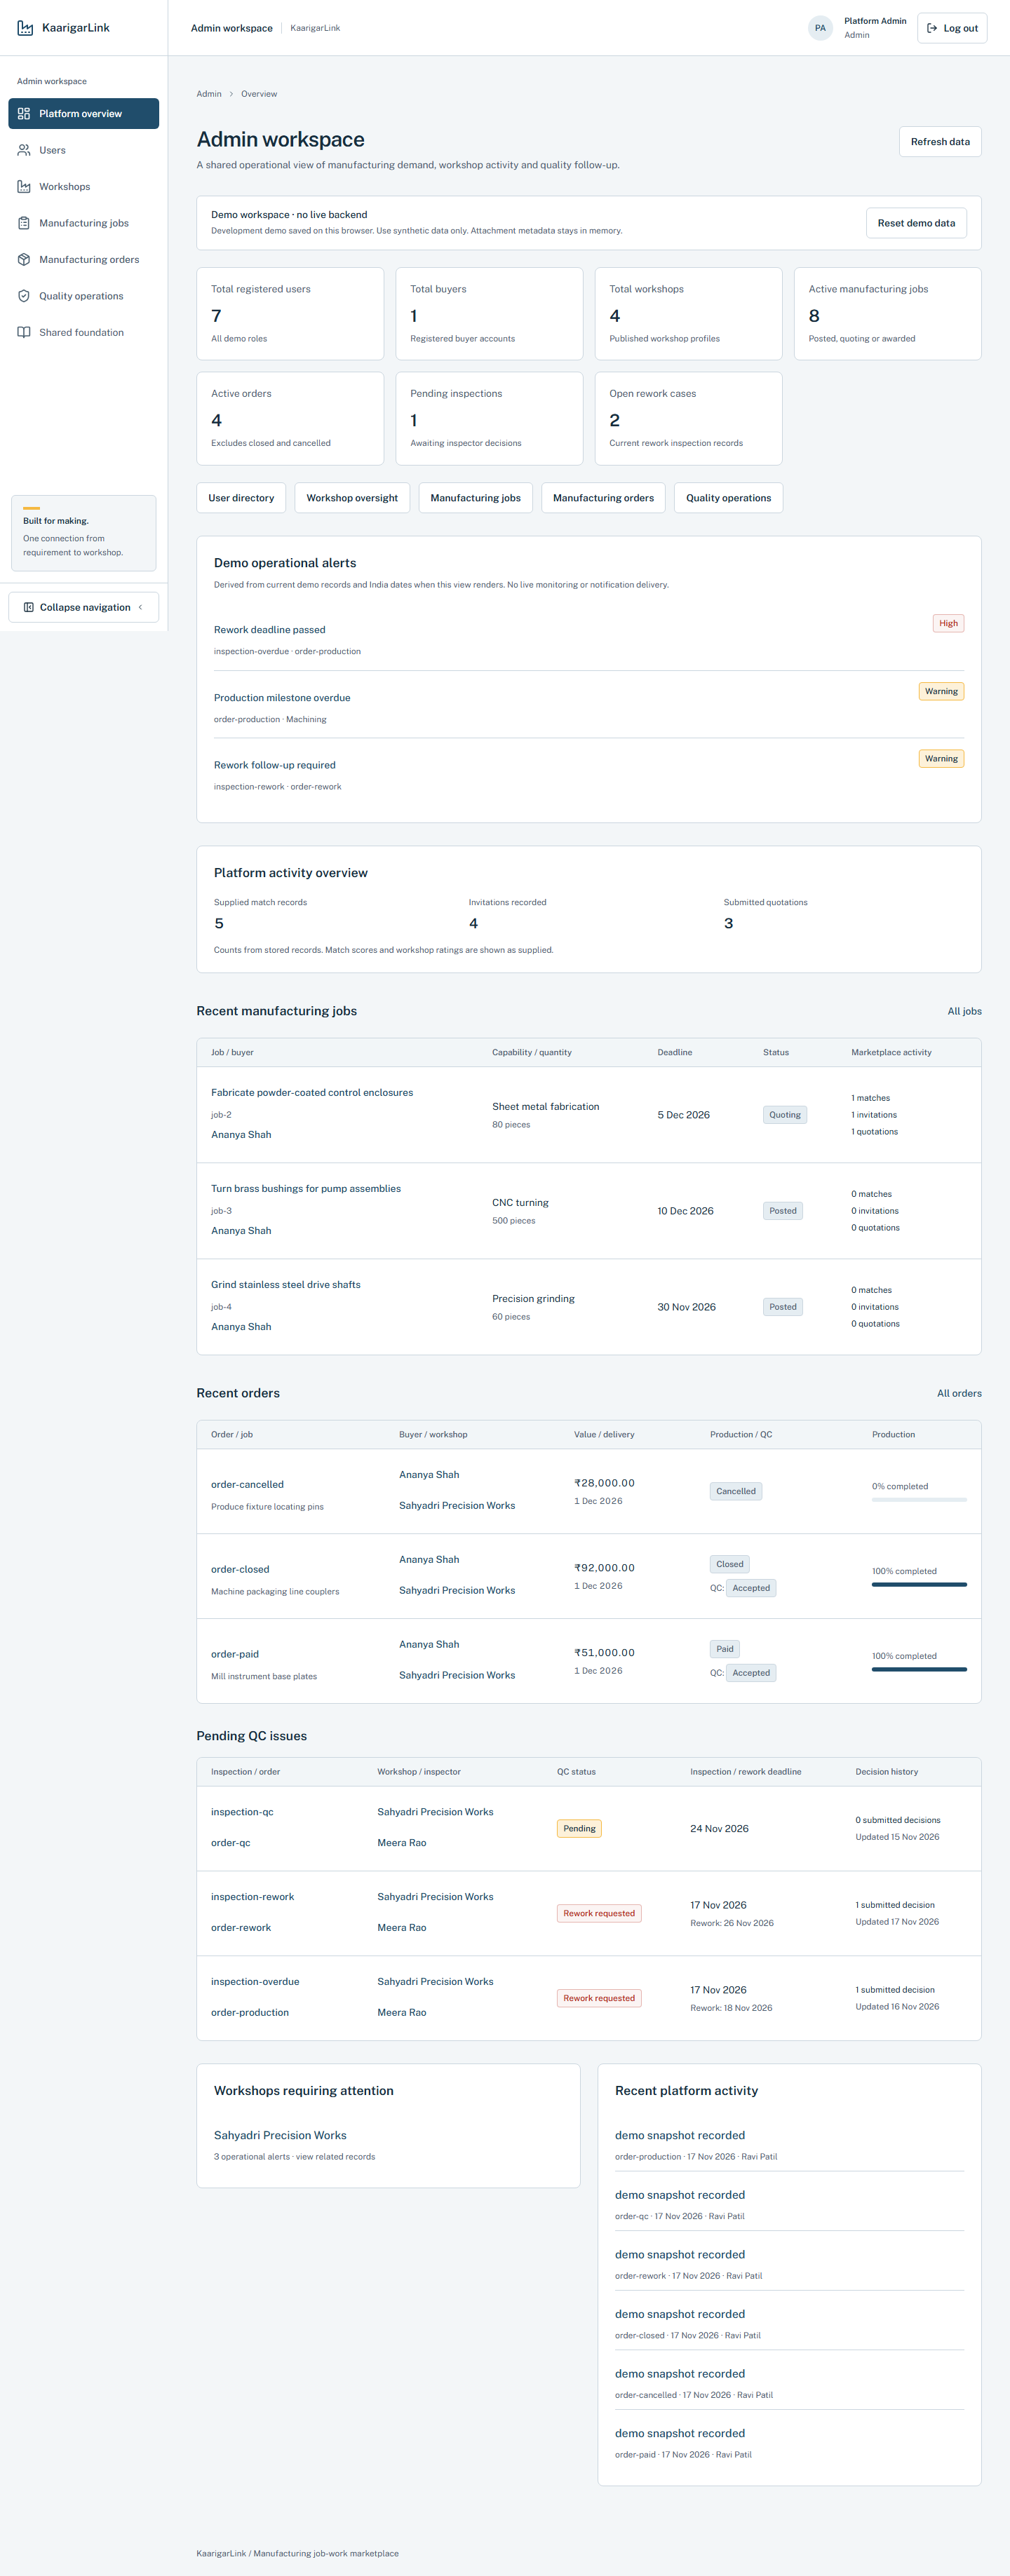 KaarigarLink
Admin workspace
KaarigarLink
PA
Platform Admin
Admin
Log out
Admin workspace
Platform overview
Users
Workshops
Manufacturing jobs
Manufacturing orders
Quality operations
Shared foundation
Built for making.
One connection from
requirement to workshop.
Collapse navigation
Admin
Overview
Admin workspace
A shared operational view of manufacturing demand, workshop activity and quality follow-up.
Refresh data
Demo workspace · no live backend
Development demo saved on this browser. Use synthetic data only. Attachment metadata stays in memory.
Reset demo data
Total registered users
7
All demo roles
Total buyers
1
Registered buyer accounts
Total workshops
4
Published workshop profiles
Active manufacturing jobs
8
Posted, quoting or awarded
Active orders
4
Excludes closed and cancelled
Pending inspections
1
Awaiting inspector decisions
Open rework cases
2
Current rework inspection records
User directory
Workshop oversight
Manufacturing jobs
Manufacturing orders
Quality operations
Demo operational alerts
Derived from current demo records and India dates when this view renders. No live monitoring or notification delivery.
Rework deadline passed
High
inspection-overdue · order-production
Production milestone overdue
Warning
order-production · Machining
Rework follow-up required
Warning
inspection-rework · order-rework
Platform activity overview
Supplied match records
5
Invitations recorded
4
Submitted quotations
3
Counts from stored records. Match scores and workshop ratings are shown as supplied.
Recent manufacturing jobs
All jobs
Job / buyer
Capability / quantity
Deadline
Status
Marketplace activity
Fabricate powder-coated control enclosures
job-2
Ananya Shah
Sheet metal fabrication
80 pieces
5 Dec 2026
Quoting
1 matches
1 invitations
1 quotations
Turn brass bushings for pump assemblies
job-3
Ananya Shah
CNC turning
500 pieces
10 Dec 2026
Posted
0 matches
0 invitations
0 quotations
Grind stainless steel drive shafts
job-4
Ananya Shah
Precision grinding
60 pieces
30 Nov 2026
Posted
0 matches
0 invitations
0 quotations
Recent orders
All orders
Order / job
Buyer / workshop
Value / delivery
Production / QC
Production
order-cancelled
Produce fixture locating pins
Ananya Shah
Sahyadri Precision Works
₹28,000.00
1 Dec 2026
Cancelled
0% completed
order-closed
Machine packaging line couplers
Ananya Shah
Sahyadri Precision Works
₹92,000.00
1 Dec 2026
Closed
QC: Accepted
100% completed
order-paid
Mill instrument base plates
Ananya Shah
Sahyadri Precision Works
₹51,000.00
1 Dec 2026
Paid
QC: Accepted
100% completed
Pending QC issues
Inspection / order
Workshop / inspector
QC status
Inspection / rework deadline
Decision history
inspection-qc
order-qc
Sahyadri Precision Works
Meera Rao
Pending
24 Nov 2026
0 submitted decisions
Updated 15 Nov 2026
inspection-rework
order-rework
Sahyadri Precision Works
Meera Rao
Rework requested
17 Nov 2026
Rework: 26 Nov 2026
1 submitted decision
Updated 17 Nov 2026
inspection-overdue
order-production
Sahyadri Precision Works
Meera Rao
Rework requested
17 Nov 2026
Rework: 18 Nov 2026
1 submitted decision
Updated 16 Nov 2026
Workshops requiring attention
Sahyadri Precision Works
3 operational alerts · view related records
Recent platform activity
demo snapshot recorded
order-production · 17 Nov 2026 · Ravi Patil
demo snapshot recorded
order-qc · 17 Nov 2026 · Ravi Patil
demo snapshot recorded
order-rework · 17 Nov 2026 · Ravi Patil
demo snapshot recorded
order-closed · 17 Nov 2026 · Ravi Patil
demo snapshot recorded
order-cancelled · 17 Nov 2026 · Ravi Patil
demo snapshot recorded
order-paid · 17 Nov 2026 · Ravi Patil
KaarigarLink / Manufacturing job-work marketplace